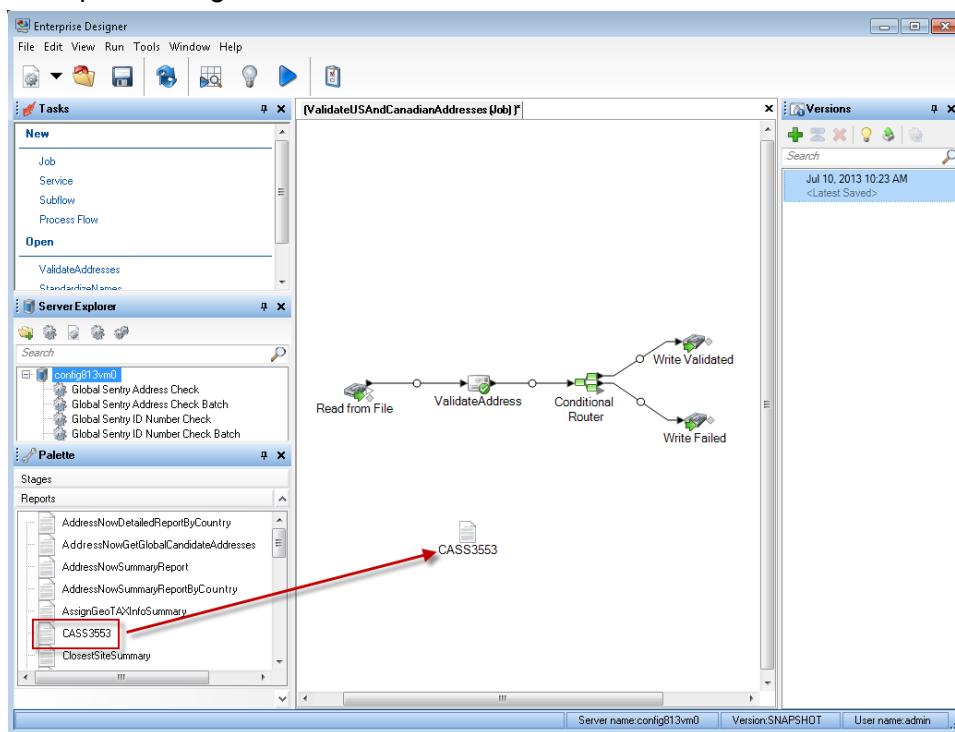 Enterprise Designer
File Edit View Run Tools Window Help
Tasks
New
Job
Service
Subflow
Process Flow
Open
ValidateAddresses
StandardizeNames
Server Explorer
Search
config813vm0
Global Sentry Address Check
Global Sentry Address Check Batch
Global Sentry ID Number Check
Global Sentry ID Number Check Batch
Palette
Stages
Reports
AddressNowDetailedReportByCountry
AddressNowGetGlobalCandidateAddresses
AddressNowSummaryReport
AddressNowSummaryReportByCountry
AssignGeoTAXInfoSummary
CASS3553
ClosestSiteSummary
(ValidateUSAndCanadianAddresses (Job) )*
Read from File
ValidateAddress
Conditional
Router
Write Validated
Write Failed
CASS3553
Versions
Search
Jul 10, 2013 10:23 AM
<Latest Saved>
Server name:config813vm0
Version:SNAPSHOT
User name:admin